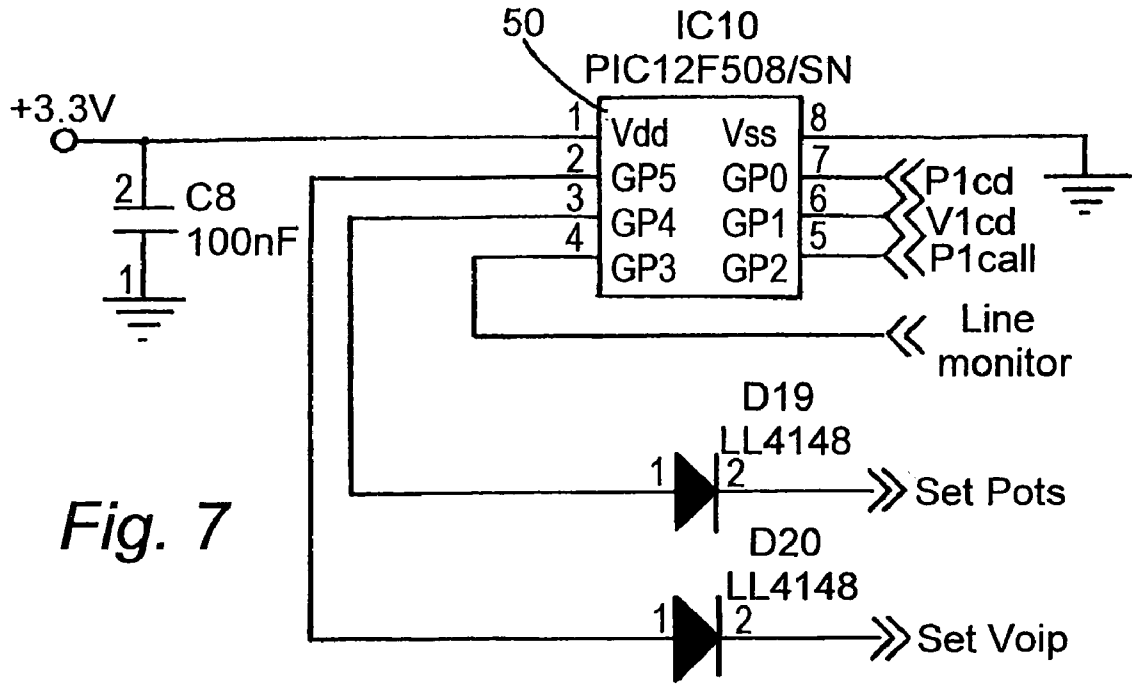 50
IC10
PIC12F508/SN
+3.3V
1 Vdd Vss 8
2 GP5 GP0 7 P1cd
3 GP4 GP1 6 V1cd
4 GP3 GP2 5 P1call
2 C8
100nF
1
Line
monitor
D19
LL4148
1 2 Set Pots
Fig. 7
D20
LL4148
1 2 Set Voip